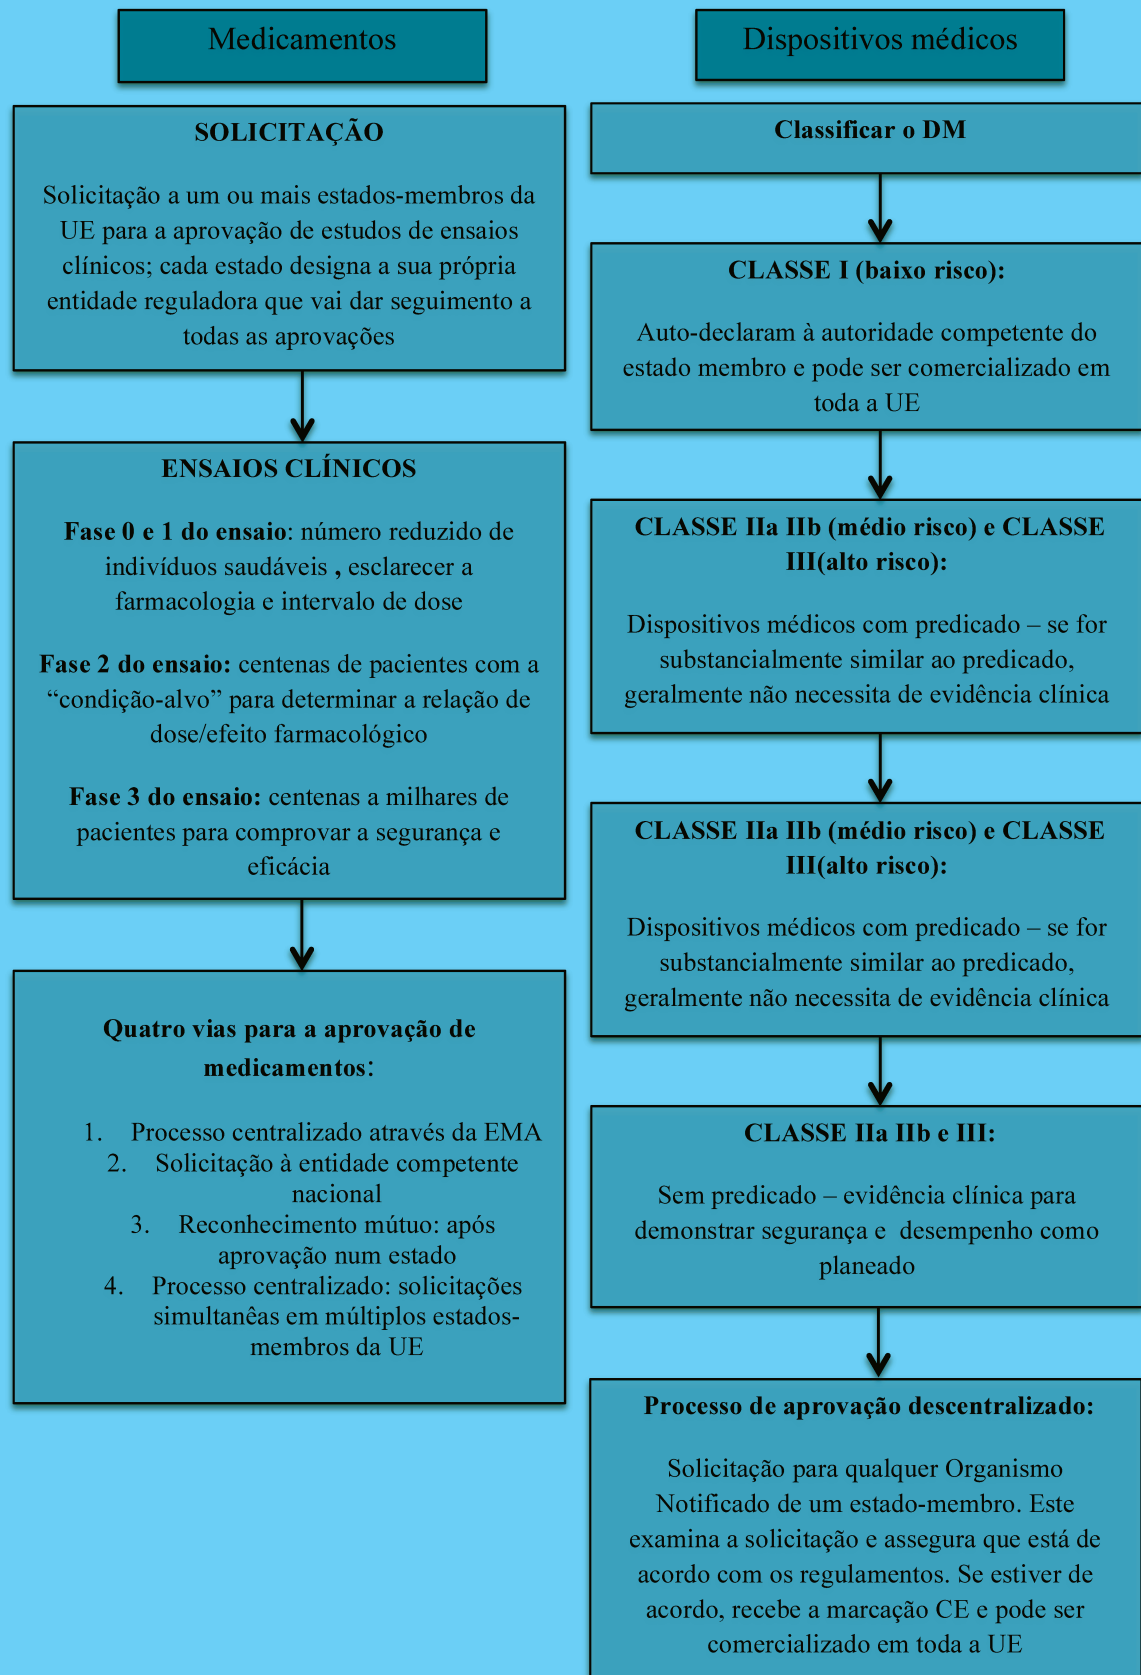 Medicamentos
SOLICITAÇÃO
Solicitação a um ou mais estados-membros da
UE para a aprovação de estudos de ensaios
clínicos; cada estado designa a sua própria
entidade reguladora que vai dar seguimento a
todas as aprovações
ENSAIOS CLÍNICOS
Fase 0 e 1 do ensaio: número reduzido de
indivíduos saudáveis , esclarecer a
farmacologia e intervalo de dose
Fase 2 do ensaio: centenas de pacientes com a
“condição-alvo” para determinar a relação de
dose/efeito farmacológico
Fase 3 do ensaio: centenas a milhares de
pacientes para comprovar a segurança e
eficácia
Quatro vias para a aprovação de
medicamentos:
1. Processo centralizado através da EMA
2. Solicitação à entidade competente
nacional
3. Reconhecimento mútuo: após
aprovação num estado
4. Processo centralizado: solicitações
simultanêas em múltiplos estados-
membros da UE
Dispositivos médicos
Classificar o DM
CLASSE I (baixo risco):
Auto-declaram à autoridade competente do
estado membro e pode ser comercializado em
toda a UE
CLASSE IIa IIb (médio risco) e CLASSE
III(alto risco):
Dispositivos médicos com predicado – se for
substancialmente similar ao predicado,
geralmente não necessita de evidência clínica
CLASSE IIa IIb (médio risco) e CLASSE
III(alto risco):
Dispositivos médicos com predicado – se for
substancialmente similar ao predicado,
geralmente não necessita de evidência clínica
CLASSE IIa IIb e III:
Sem predicado – evidência clínica para
demonstrar segurança e desempenho como
planeado
Processo de aprovação descentralizado:
Solicitação para qualquer Organismo
Notificado de um estado-membro. Este
examina a solicitação e assegura que está de
acordo com os regulamentos. Se estiver de
acordo, recebe a marcação CE e pode ser
comercializado em toda a UE